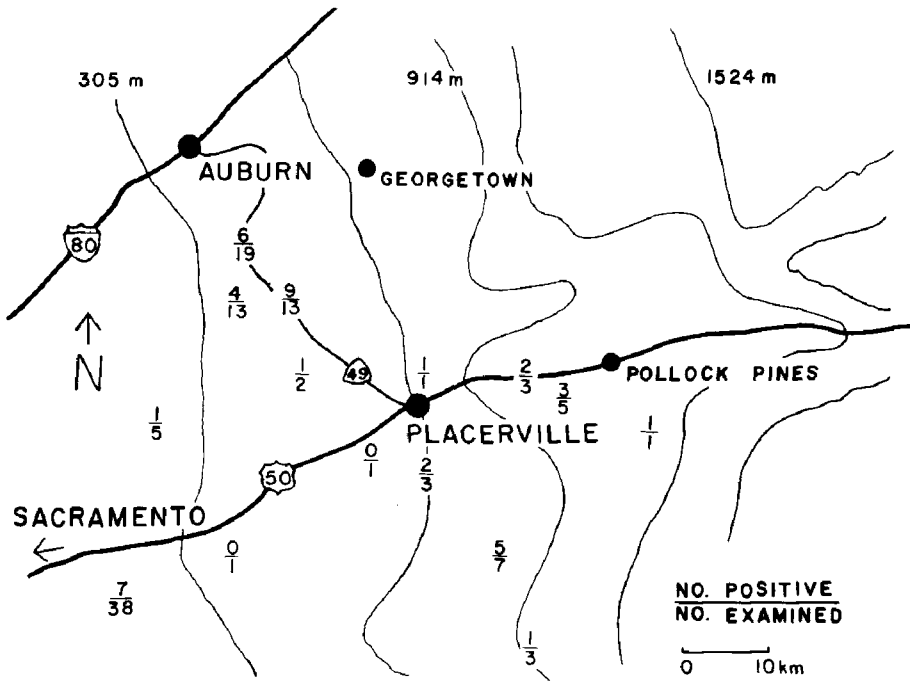 305 m
914 m
1524 m
AUBURN
GEORGETOWN
80
6/19
4/13
9/13
N
1/2
49
1/1
2/3
3/5
POLLOCK PINES
1/5
PLACERVILLE
1/1
0/1
2/3
50
SACRAMENTO
0/1
5/7
7/38
1/3
NO. POSITIVE
NO. EXAMINED
0 10 km